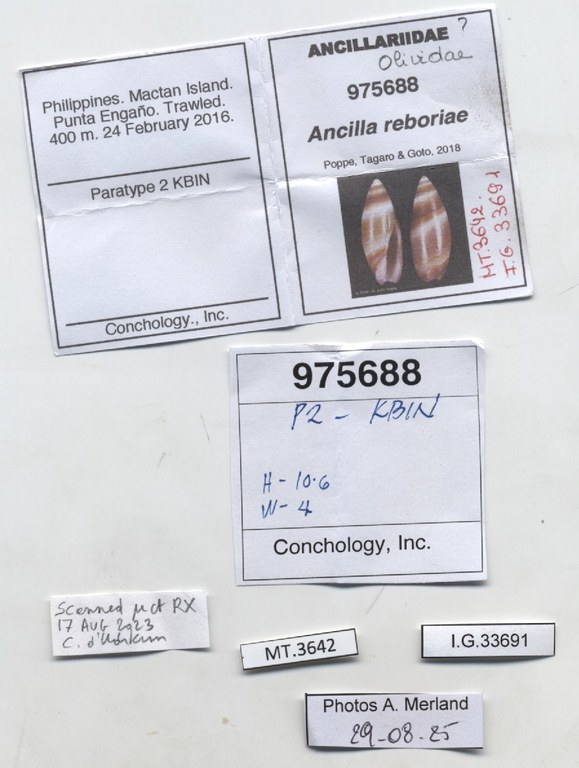 Philippines. Mactan Island.
Punta Engaño. Trawled.
400 m. 24 February 2016.
Paratype 2 KBIN
Conchology., Inc.
ANCILLARIIDAE ?
Olividae
975688
Ancilla reboriae
Poppe, Tagaro & Goto, 2018
MT.3642.
I.G. 33691
975688
P2 - KBIN
H - 10.6
W - 4
Conchology, Inc.
Scanned µct RX
17 AUG 2023
C. 
MT.3642
I.G.33691
Photos A. Merland
29-08-25